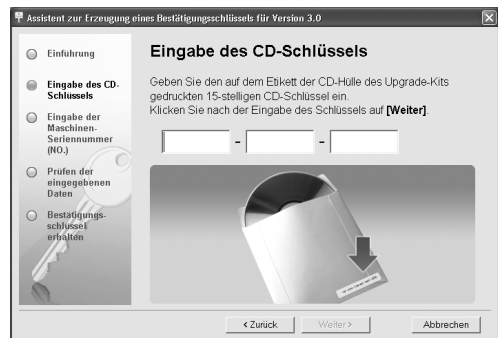 Assistent zur Erzeugung eines Bestätigungsschlüssels für Version 3.0
Einführung
Eingabe des CD-
Schlüssels
Eingabe der
Maschinen-
Seriennummer
(NO.)
Prüfen der
eingegebenen
Daten
Bestätigungs-
schlüssel
erhalten
Eingabe des CD-Schlüssels
Geben Sie den auf dem Etikett der CD-Hülle des Upgrade-Kits
gedruckten 15-stelligen CD-Schlüssel ein.
Klicken Sie nach der Eingabe des Schlüssels auf [Weiter].
- -
< Zurück Weiter > Abbrechen